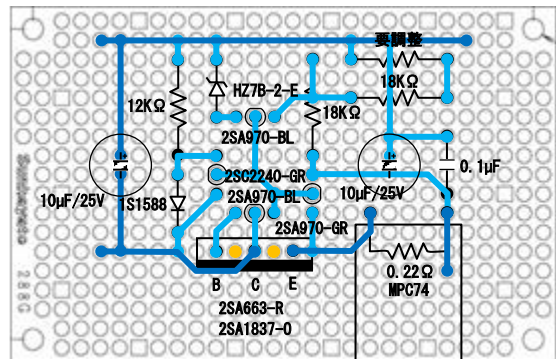 要調整
HZ7B-2-E
12KΩ
18KΩ
18KΩ
2SA970-BL
2SC2240-GR
0.1μF
2SA970-BL
10μF/25V
1S1588
10μF/25V
2SA970-GR
0.22Ω
MPC74
B C E
2SA663-R
2SA1837-O
288G